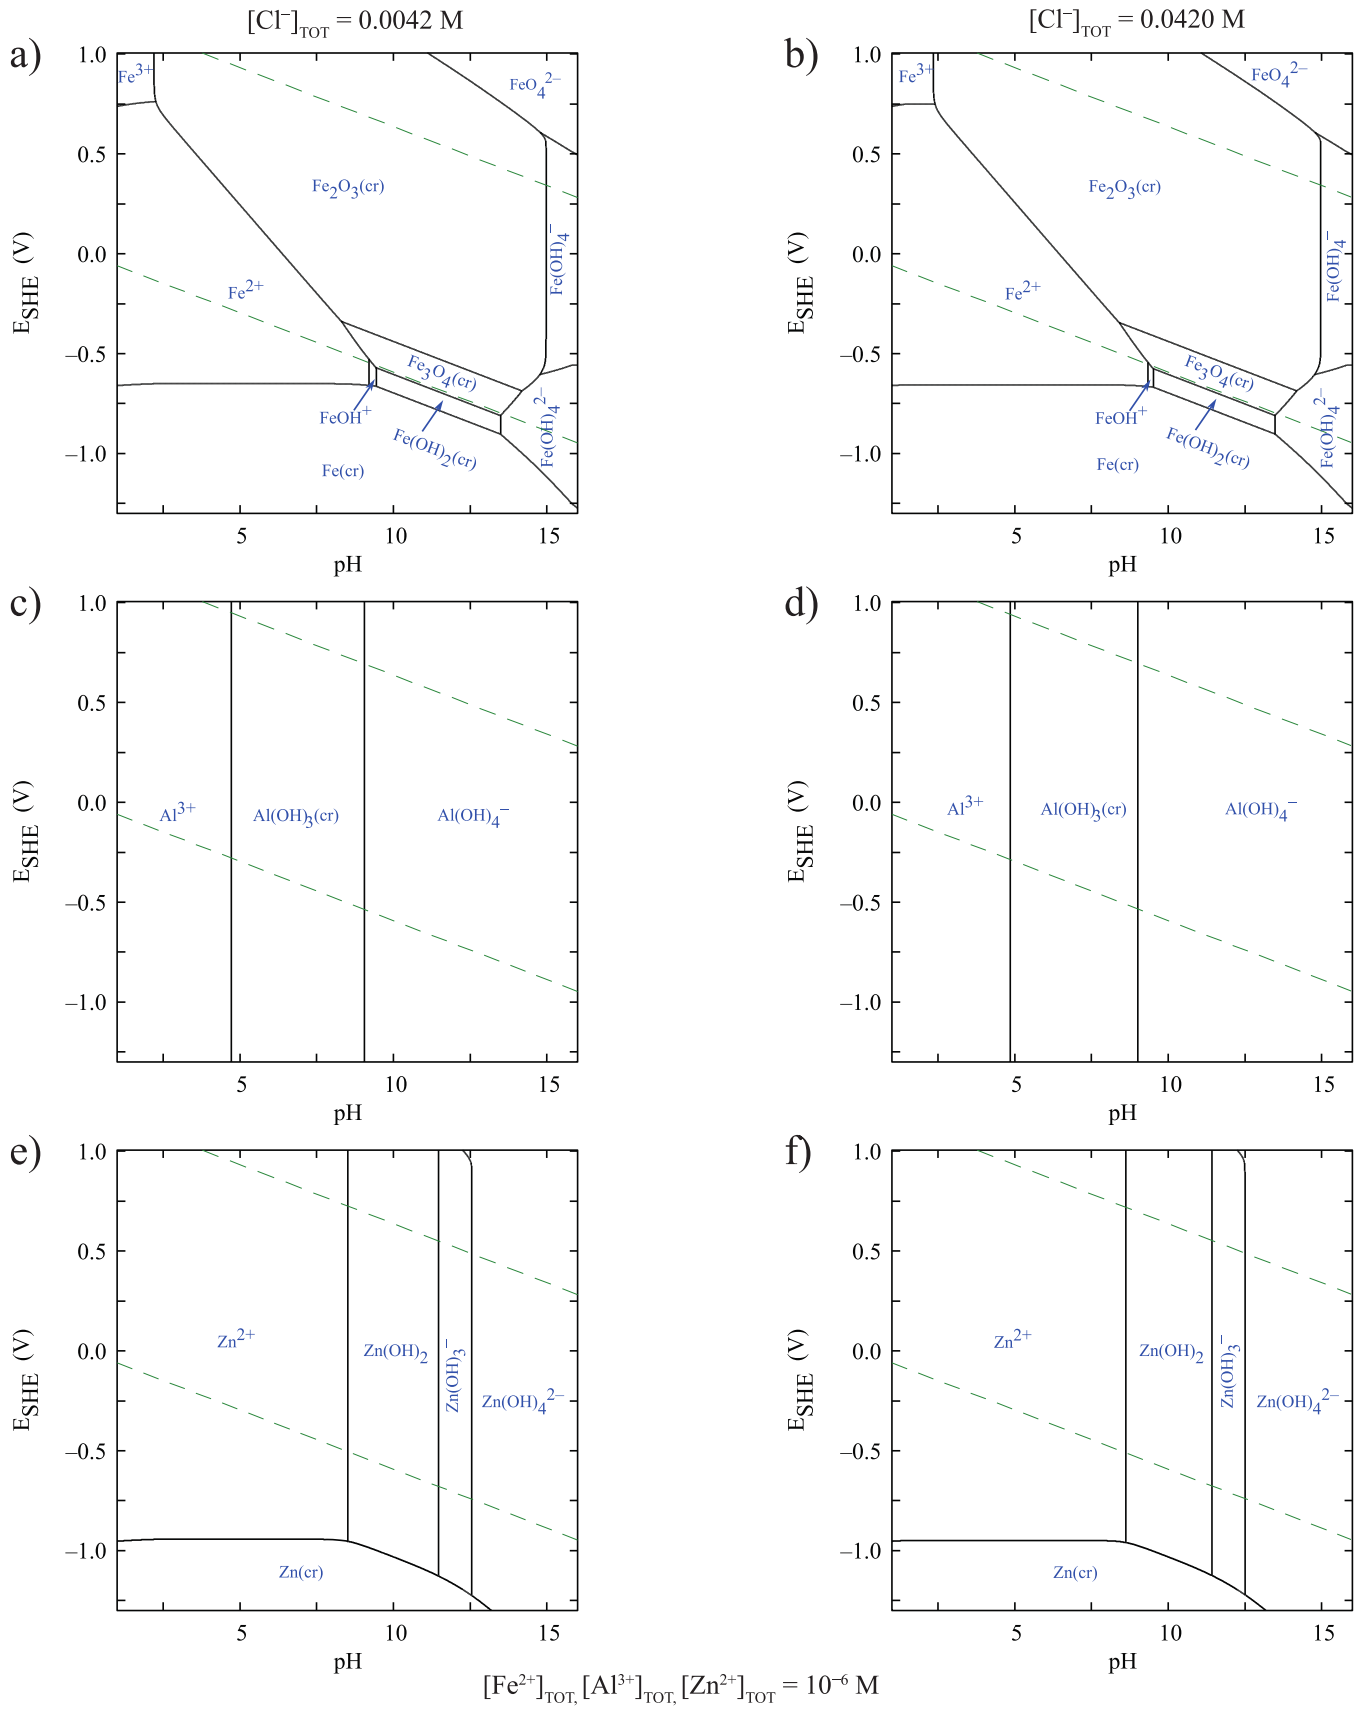 [Cl⁻]TOT = 0.0042 M
[Cl⁻]TOT = 0.0420 M
a)
1.0
0.5
0.0
–0.5
–1.0
ESHE (V)
5
10
15
pH
Fe³⁺
FeO₄²⁻
Fe₂O₃(cr)
Fe(OH)₄⁻
Fe²⁺
Fe₃O₄(cr)
FeOH⁺
Fe(OH)₂(cr)
Fe(OH)₄²⁻
Fe(cr)
b)
1.0
0.5
0.0
–0.5
–1.0
ESHE (V)
5
10
15
pH
Fe³⁺
FeO₄²⁻
Fe₂O₃(cr)
Fe(OH)₄⁻
Fe²⁺
Fe₃O₄(cr)
FeOH⁺
Fe(OH)₂(cr)
Fe(OH)₄²⁻
Fe(cr)
c)
1.0
0.5
0.0
–0.5
–1.0
ESHE (V)
5
10
15
pH
Al³⁺
Al(OH)₃(cr)
Al(OH)₄⁻
d)
1.0
0.5
0.0
–0.5
–1.0
ESHE (V)
5
10
15
pH
Al³⁺
Al(OH)₃(cr)
Al(OH)₄⁻
e)
1.0
0.5
0.0
–0.5
–1.0
ESHE (V)
5
10
15
pH
Zn²⁺
Zn(OH)₂
Zn(OH)₃⁻
Zn(OH)₄²⁻
Zn(cr)
f)
1.0
0.5
0.0
–0.5
–1.0
ESHE (V)
5
10
15
pH
Zn²⁺
Zn(OH)₂
Zn(OH)₃⁻
Zn(OH)₄²⁻
Zn(cr)
[Fe²⁺]TOT, [Al³⁺]TOT, [Zn²⁺]TOT = 10⁻⁶ M